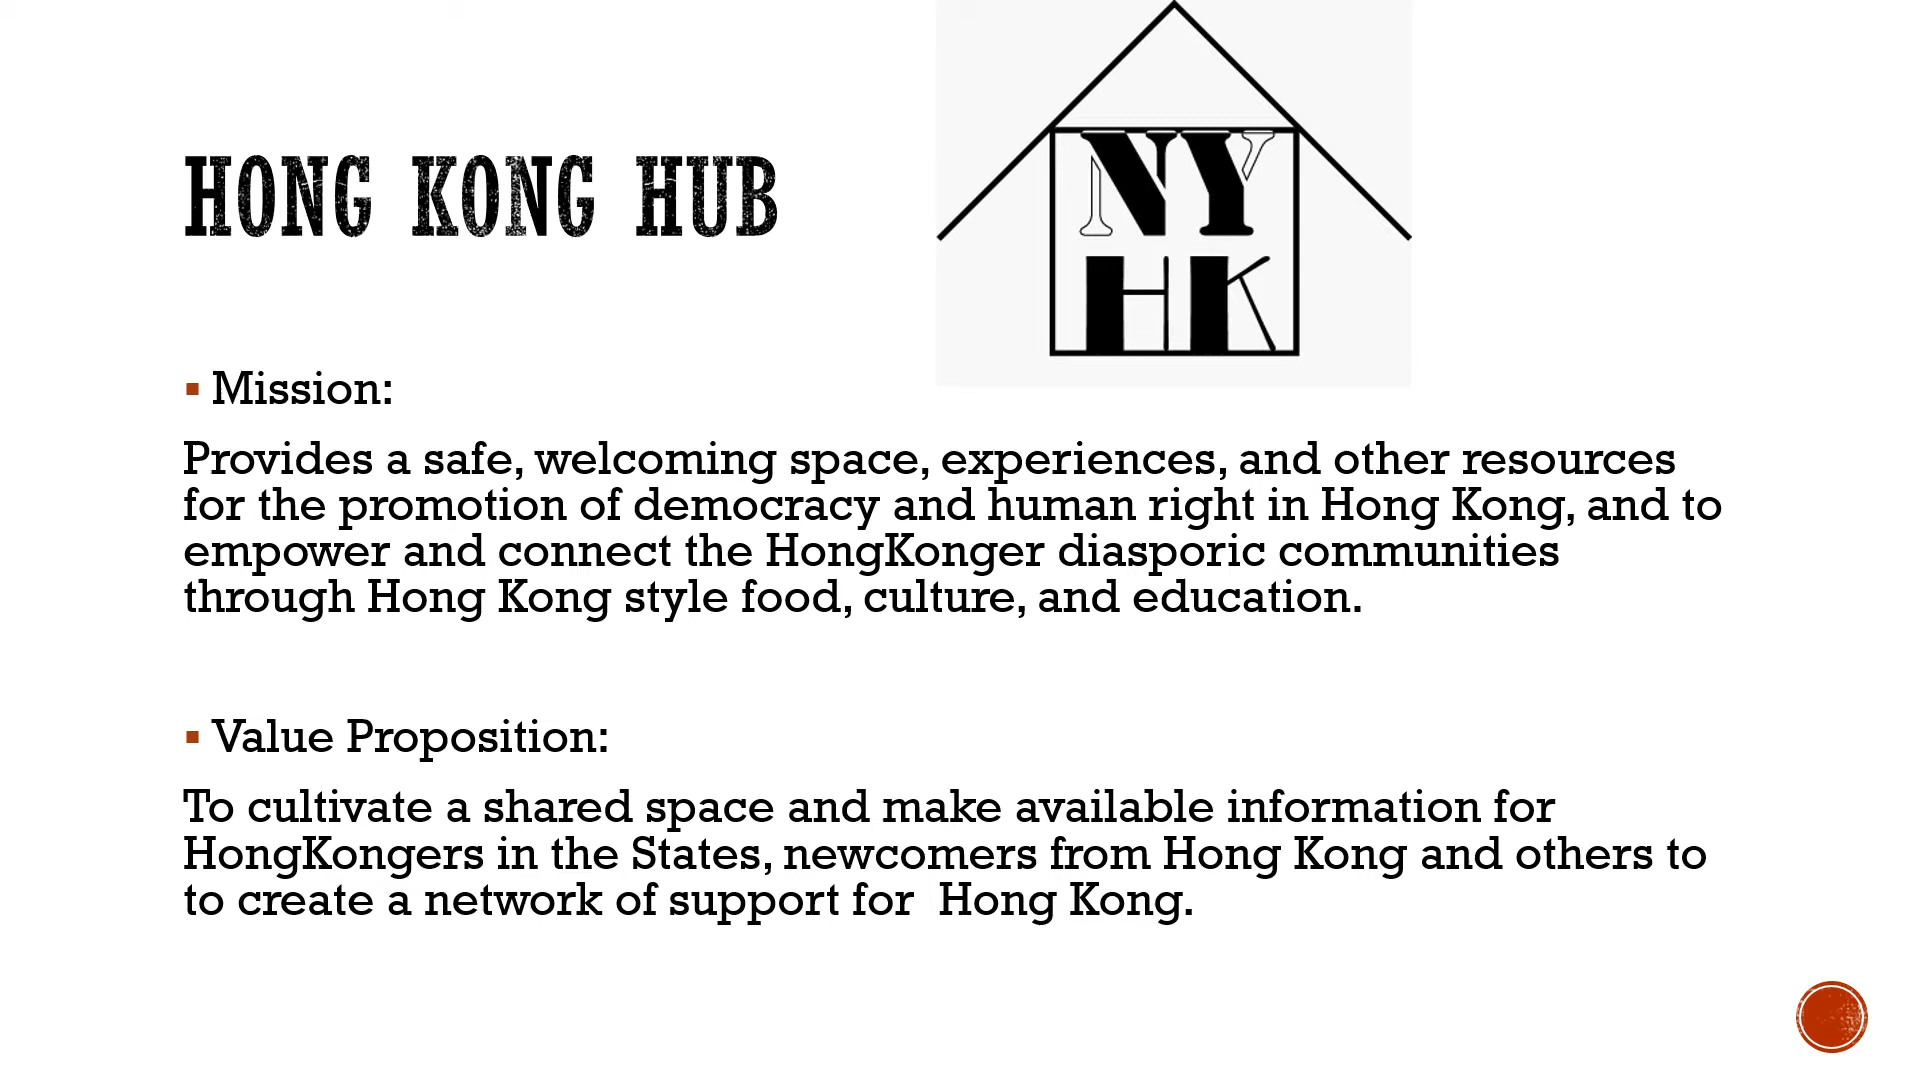 HONG KONG HUB
NY
HK
▪ Mission:
Provides a safe, welcoming space, experiences, and other resources
for the promotion of democracy and human right in Hong Kong, and to
empower and connect the HongKonger diasporic communities
through Hong Kong style food, culture, and education.
▪ Value Proposition:
To cultivate a shared space and make available information for
HongKongers in the States, newcomers from Hong Kong and others to
to create a network of support for  Hong Kong.